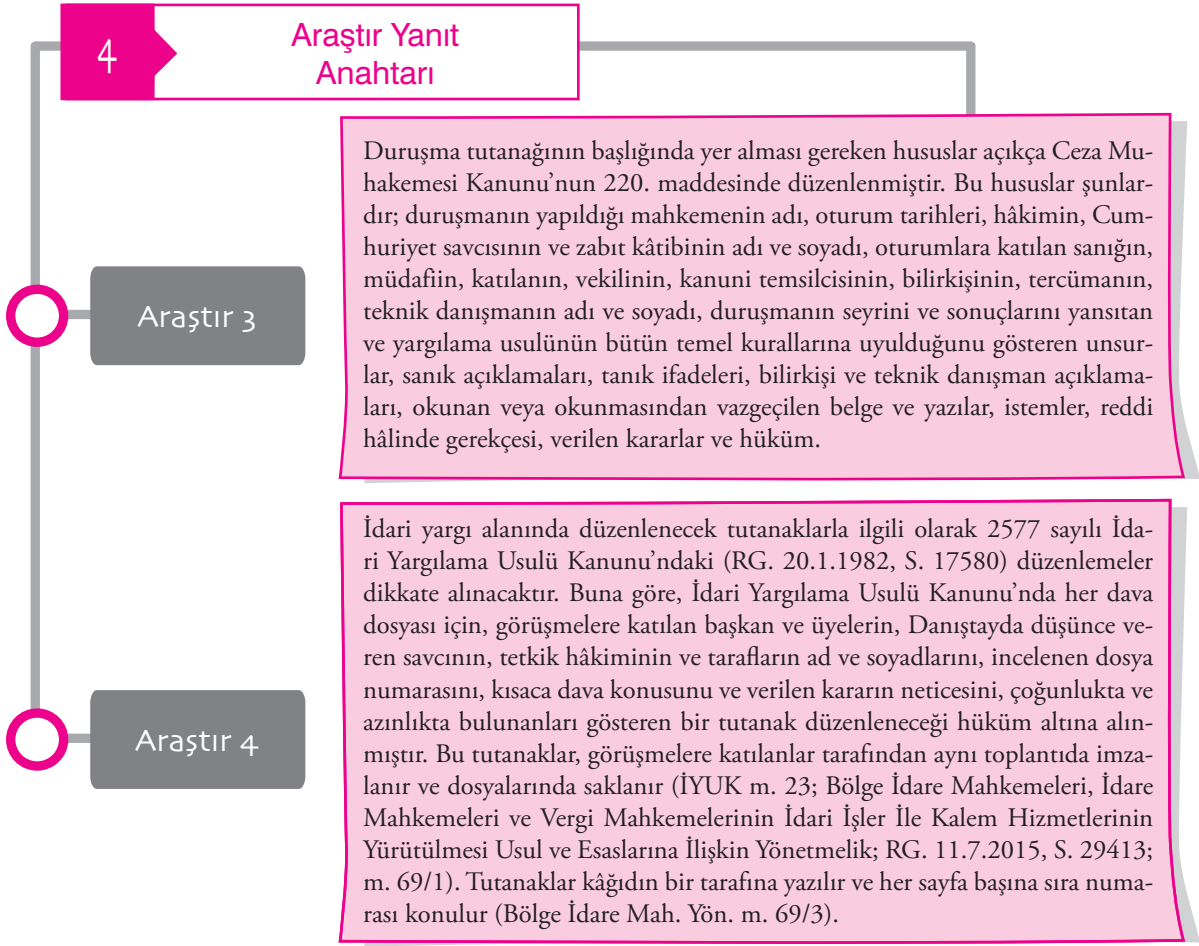 4
Araştır Yanıt
Anahtarı
Araştır 3
Duruşma tutanağının başlığında yer alması gereken hususlar açıkça Ceza Mu-
hakemesi Kanunu’nun 220. maddesinde düzenlenmiştir. Bu hususlar şunlar-
dır; duruşmanın yapıldığı mahkemenin adı, oturum tarihleri, hâkimin, Cum-
huriyet savcısının ve zabıt kâtibinin adı ve soyadı, oturumlara katılan sanığın,
müdafiin, katılanın, vekilinin, kanuni temsilcisinin, bilirkişinin, tercümanın,
teknik danışmanın adı ve soyadı, duruşmanın seyrini ve sonuçlarını yansıtan
ve yargılama usulünün bütün temel kurallarına uyulduğunu gösteren unsur-
lar, sanık açıklamaları, tanık ifadeleri, bilirkişi ve teknik danışman açıklama-
ları, okunan veya okunmasından vazgeçilen belge ve yazılar, istemler, reddi
hâlinde gerekçesi, verilen kararlar ve hüküm.
Araştır 4
İdari yargı alanında düzenlenecek tutanaklarla ilgili olarak 2577 sayılı İda-
ri Yargılama Usulü Kanunu’ndaki (RG. 20.1.1982, S. 17580) düzenlemeler
dikkate alınacaktır. Buna göre, İdari Yargılama Usulü Kanunu’nda her dava
dosyası için, görüşmelere katılan başkan ve üyelerin, Danıştayda düşünce ve-
ren savcının, tetkik hâkiminin ve tarafların ad ve soyadlarını, incelenen dosya
numarasını, kısaca dava konusunu ve verilen kararın neticesini, çoğunlukta ve
azınlıkta bulunanları gösteren bir tutanak düzenleneceği hüküm altına alın-
mıştır. Bu tutanaklar, görüşmelere katılanlar tarafından aynı toplantıda imza-
lanır ve dosyalarında saklanır (İYUK m. 23; Bölge İdare Mahkemeleri, İdare
Mahkemeleri ve Vergi Mahkemelerinin İdari İşler İle Kalem Hizmetlerinin
Yürütülmesi Usul ve Esaslarına İlişkin Yönetmelik; RG. 11.7.2015, S. 29413;
m. 69/1). Tutanaklar kâğıdın bir tarafına yazılır ve her sayfa başına sıra numa-
rası konulur (Bölge İdare Mah. Yön. m. 69/3).